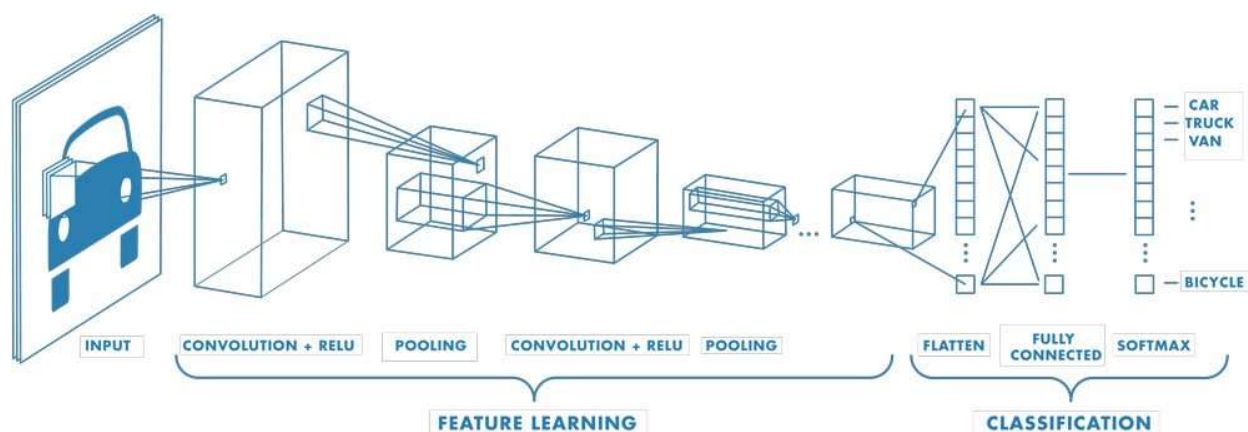 CAR
TRUCK
VAN
BICYCLE
INPUT
CONVOLUTION + RELU
POOLING
CONVOLUTION + RELU
POOLING
FLATTEN
FULLY
CONNECTED
SOFTMAX
FEATURE LEARNING
CLASSIFICATION